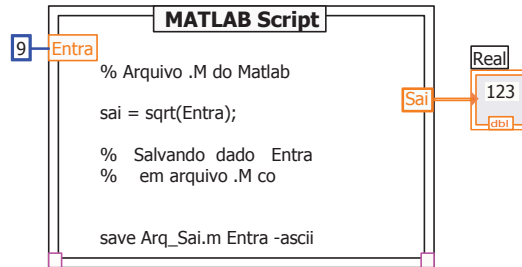 MATLAB Script
9
Entra
% Arquivo .M do Matlab
Real
123
dbl
Sai
sai = sqrt(Entra);
% Salvando dado Entra
% em arquivo .M co
save Arq_Sai.m Entra -ascii